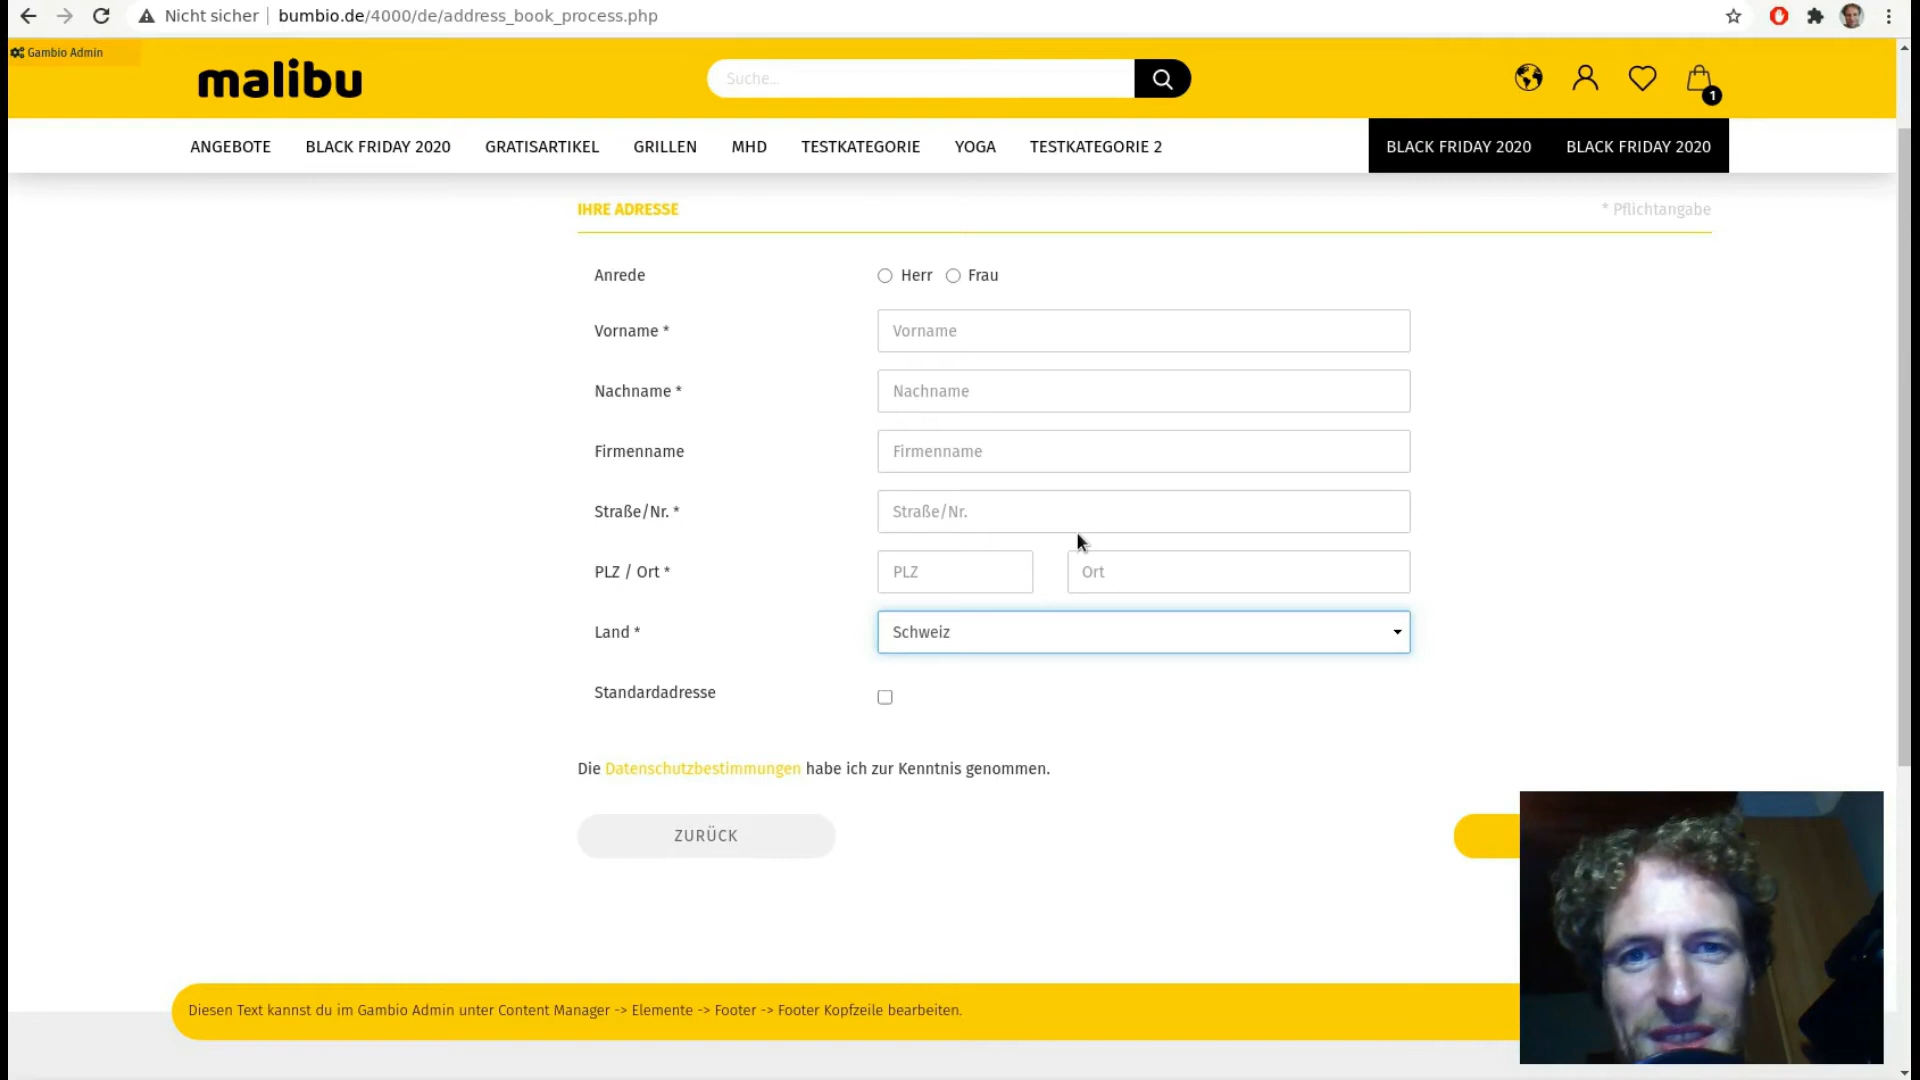 Nicht sicher bumbio.de/4000/de/address_book_process.php
Gambio Admin
malibu
Suche...
1
ANGEBOTE BLACK FRIDAY 2020 GRATISARTIKEL GRILLEN MHD TESTKATEGORIE YOGA TESTKATEGORIE 2 BLACK FRIDAY 2020 BLACK FRIDAY 2020
IHRE ADRESSE * Pflichtangabe
Anrede Herr Frau
Vorname * Vorname
Nachname * Nachname
Firmenname Firmenname
Straße/Nr. * Straße/Nr.
PLZ / Ort * PLZ Ort
Land * Schweiz
Standardadresse
Die Datenschutzbestimmungen habe ich zur Kenntnis genommen.
ZURÜCK
Diesen Text kannst du im Gambio Admin unter Content Manager -> Elemente -> Footer -> Footer Kopfzeile bearbeiten.